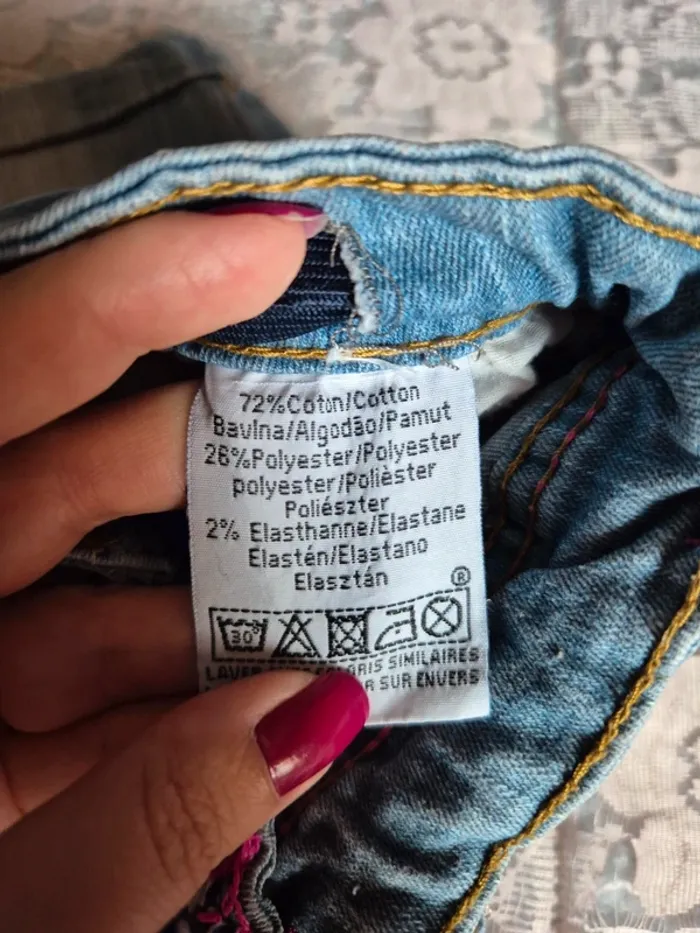 72%Coton/Cotton
Bavlna/Algodão/Pamut
26%Polyester/Polyester
polyester/Polièster
Poliészter
2% Elasthanne/Elastane
Elastén/Elastano
Elasztán
®
30°
LAVER SIMILAIRES
SUR ENVERS